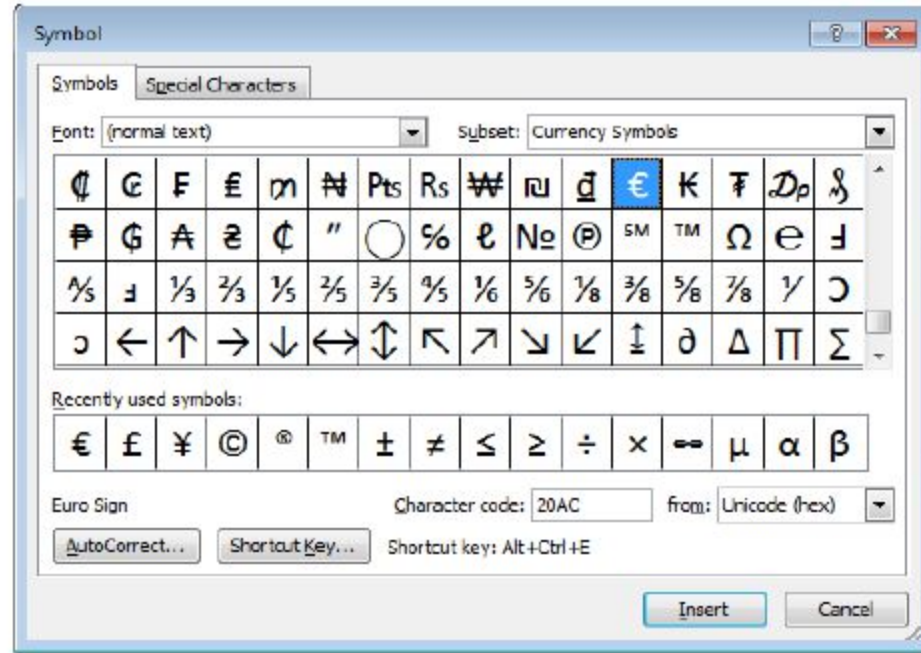 Symbol
Symbols Special Characters
Font: (normal text) Subset: Currency Symbols
₡ ₢ ₣ ₤ ₥ ₦ ₧ ₨ ₩ ₪ ₫ € ₭ ₮ ₯ ₰
₱ ₲ ₳ ₴ ₵ ″ ⃝ ℅ ℓ № ℗ ℠ ™ Ω ℮ Ⅎ
⅍ ⅎ ⅓ ⅔ ⅕ ⅖ ⅗ ⅘ ⅙ ⅚ ⅛ ⅜ ⅝ ⅞ ⅟ Ↄ
ↄ ← ↑ → ↓ ↔ ↕ ↖ ↗ ↘ ↙ ↨ ∂ ∆ ∏ ∑
Recently used symbols:
€ £ ¥ © ® ™ ± ≠ ≤ ≥ ÷ × ∞ µ α β
Euro Sign Character code: 20AC from: Unicode (hex)
AutoCorrect... Shortcut Key... Shortcut key: Alt+Ctrl+E
Insert Cancel